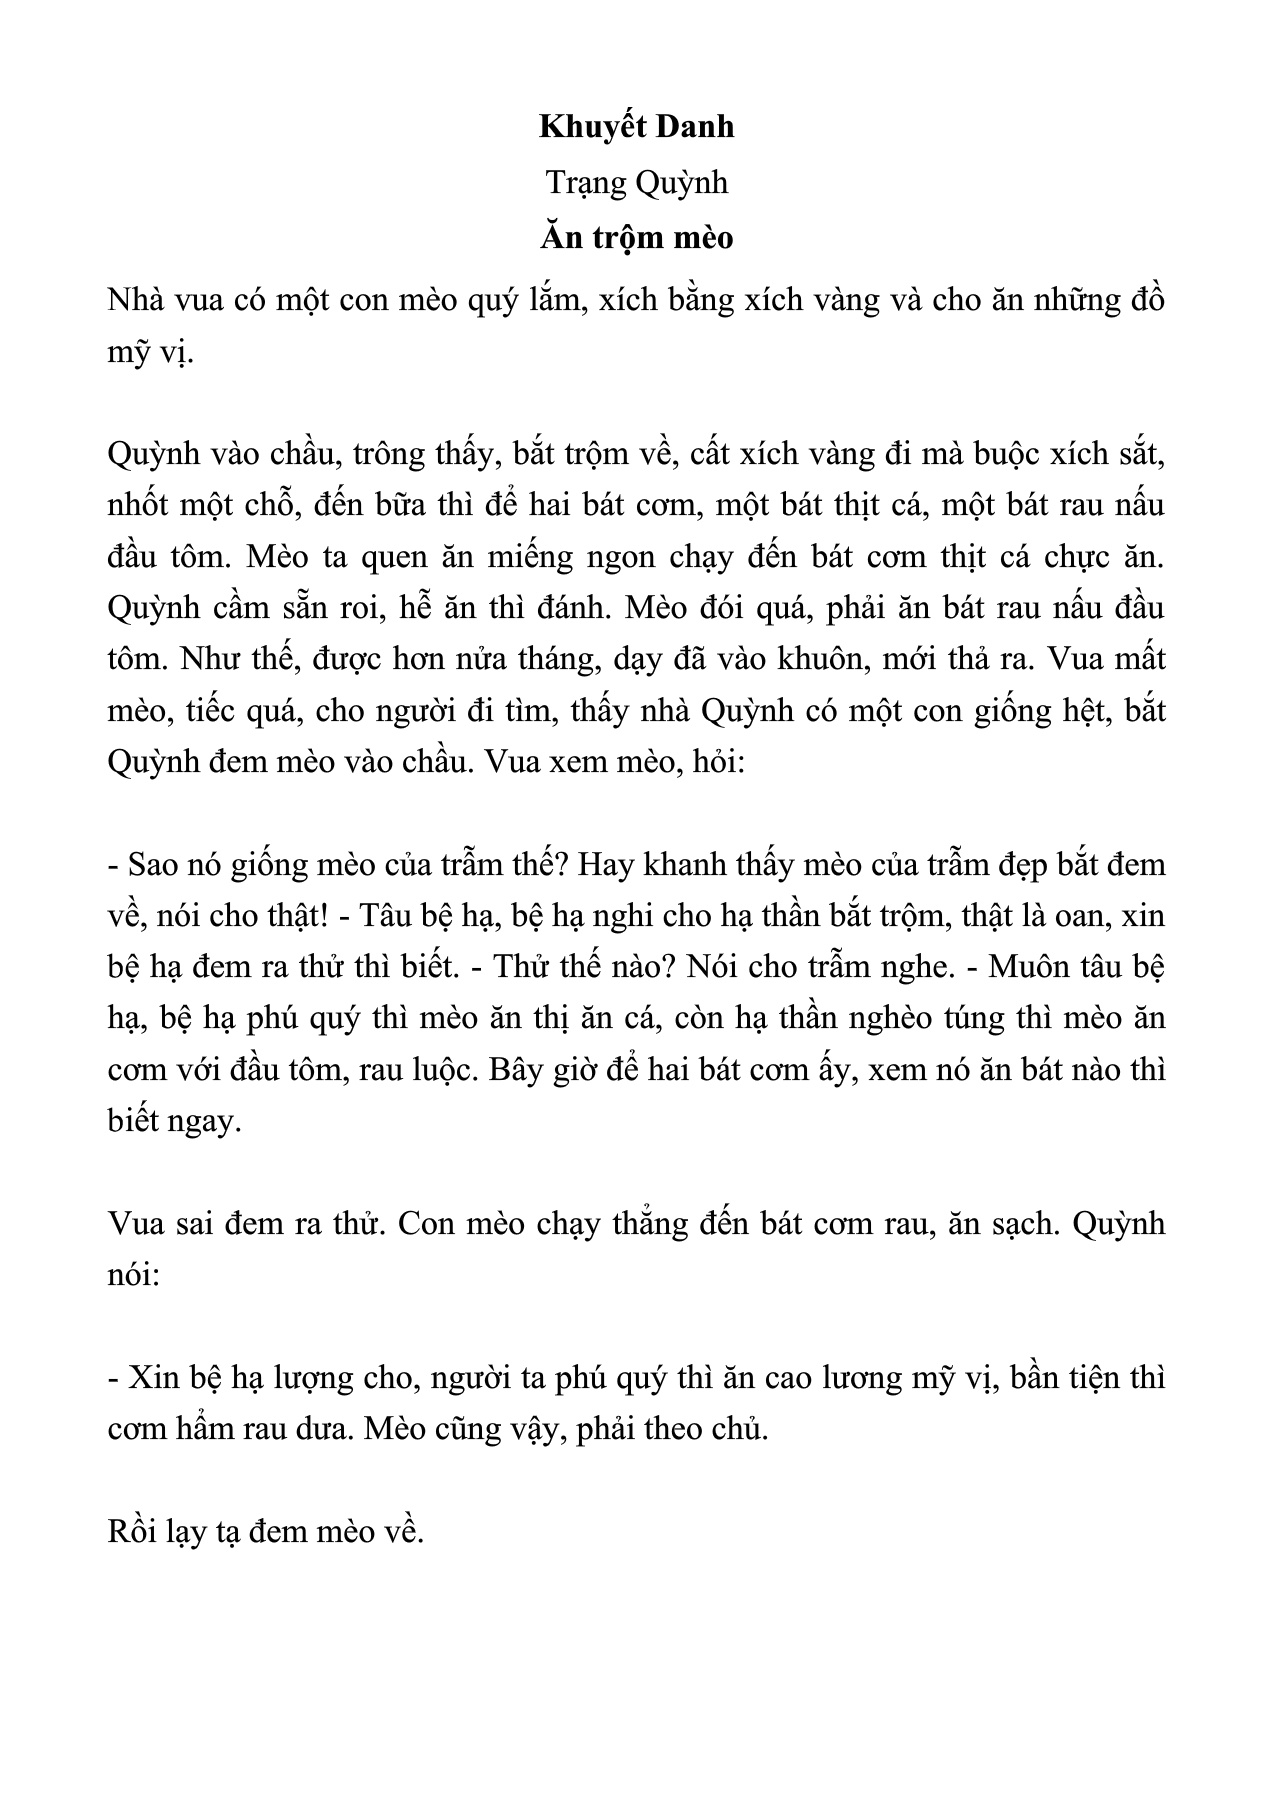 Khuyết Danh
Trạng Quỳnh
Ăn trộm mèo
Nhà vua có một con mèo quý lắm, xích bằng xích vàng và cho ăn những đồ
mỹ vị.
Quỳnh vào chầu, trông thấy, bắt trộm về, cất xích vàng đi mà buộc xích sắt,
nhốt một chỗ, đến bữa thì để hai bát cơm, một bát thịt cá, một bát rau nấu
đầu tôm. Mèo ta quen ăn miếng ngon chạy đến bát cơm thịt cá chực ăn.
Quỳnh cầm sẵn roi, hễ ăn thì đánh. Mèo đói quá, phải ăn bát rau nấu đầu
tôm. Như thế, được hơn nửa tháng, dạy đã vào khuôn, mới thả ra. Vua mất
mèo, tiếc quá, cho người đi tìm, thấy nhà Quỳnh có một con giống hệt, bắt
Quỳnh đem mèo vào chầu. Vua xem mèo, hỏi:
- Sao nó giống mèo của trẫm thế? Hay khanh thấy mèo của trẫm đẹp bắt đem
về, nói cho thật! - Tâu bệ hạ, bệ hạ nghi cho hạ thần bắt trộm, thật là oan, xin
bệ hạ đem ra thử thì biết. - Thử thế nào? Nói cho trẫm nghe. - Muôn tâu bệ
hạ, bệ hạ phú quý thì mèo ăn thị ăn cá, còn hạ thần nghèo túng thì mèo ăn
cơm với đầu tôm, rau luộc. Bây giờ để hai bát cơm ấy, xem nó ăn bát nào thì
biết ngay.
Vua sai đem ra thử. Con mèo chạy thẳng đến bát cơm rau, ăn sạch. Quỳnh
nói:
- Xin bệ hạ lượng cho, người ta phú quý thì ăn cao lương mỹ vị, bần tiện thì
cơm hẩm rau dưa. Mèo cũng vậy, phải theo chủ.
Rồi lạy tạ đem mèo về.